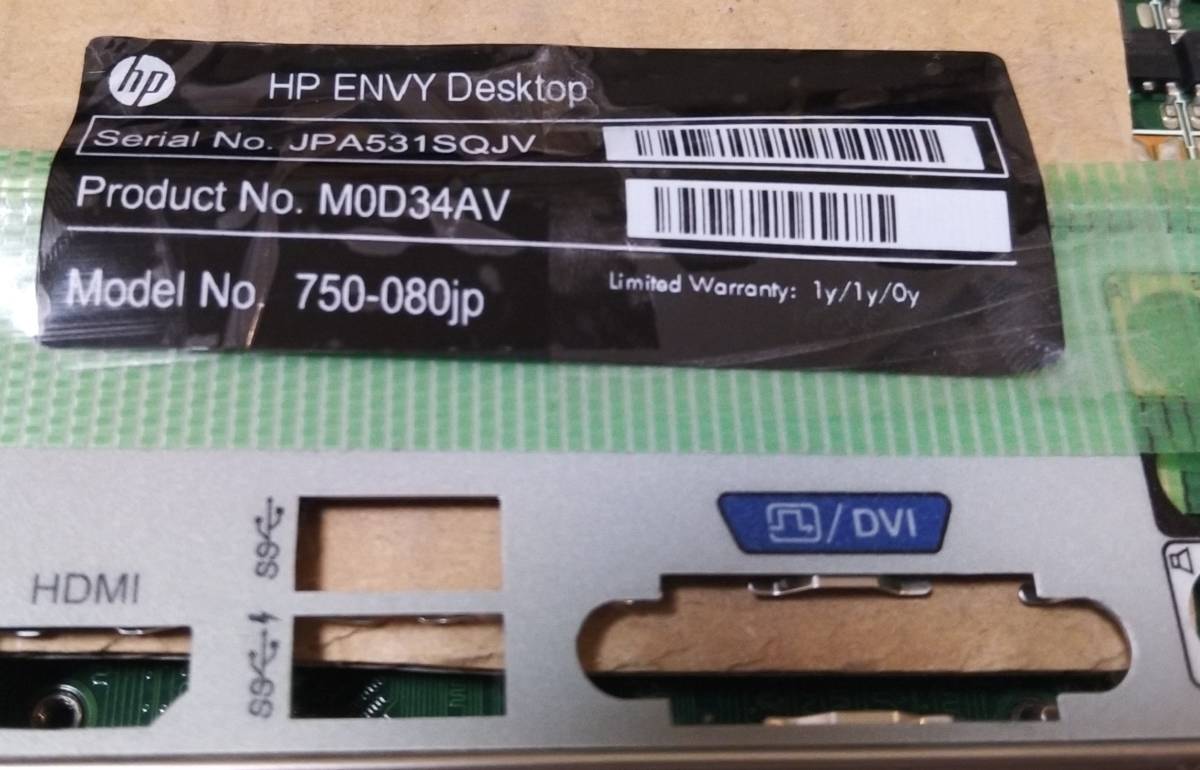 hp HP ENVY Desktop
Serial No. JPA531SQJV
Product No. M0D34AV
Model No. 750-080jp
Limited Warranty: 1y/1y/0y
/DVI
HDMI
SS
SS